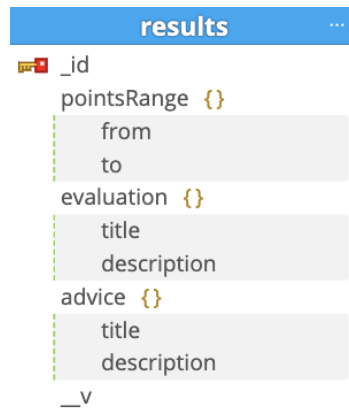 results ...
_id
pointsRange {}
from
to
evaluation {}
title
description
advice {}
title
description
__v